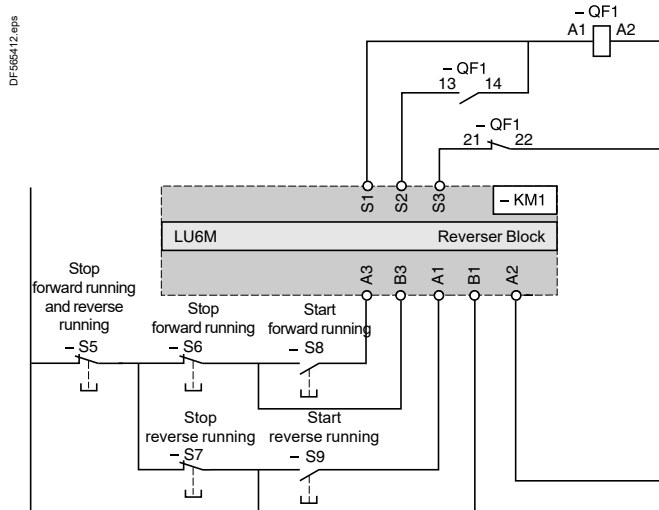 DF565412.eps
– QF1
A1 A2
– QF1
13 14
– QF1
21 22
S1 S2 S3
– KM1
LU6M Reverser Block
A3 B3 A1 B1 A2
Stop
forward running
and reverse
running
– S5
Stop
forward running
– S6
Start
forward running
– S8
Stop
reverse running
– S7
Start
reverse running
– S9